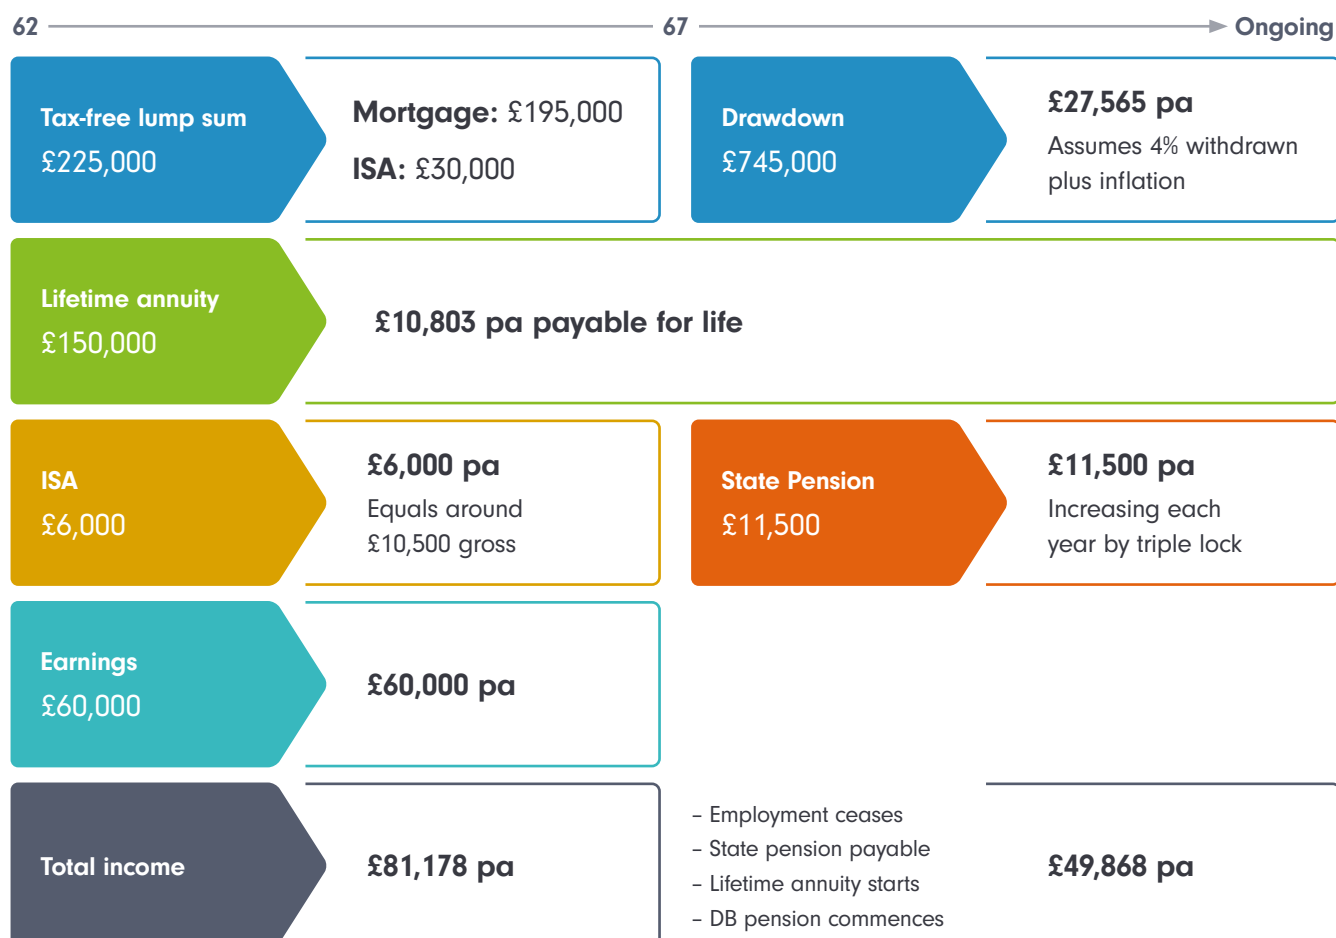 62
67
Ongoing
Tax-free lump sum
£225,000
Mortgage: £195,000
ISA: £30,000
Drawdown
£745,000
£27,565 pa
Assumes 4% withdrawn
plus inflation
Lifetime annuity
£150,000
£10,803 pa payable for life
ISA
£6,000
£6,000 pa
Equals around
£10,500 gross
State Pension
£11,500
£11,500 pa
Increasing each
year by triple lock
Earnings
£60,000
£60,000 pa
Total income
£81,178 pa
– Employment ceases
– State pension payable
– Lifetime annuity starts
– DB pension commences
£49,868 pa